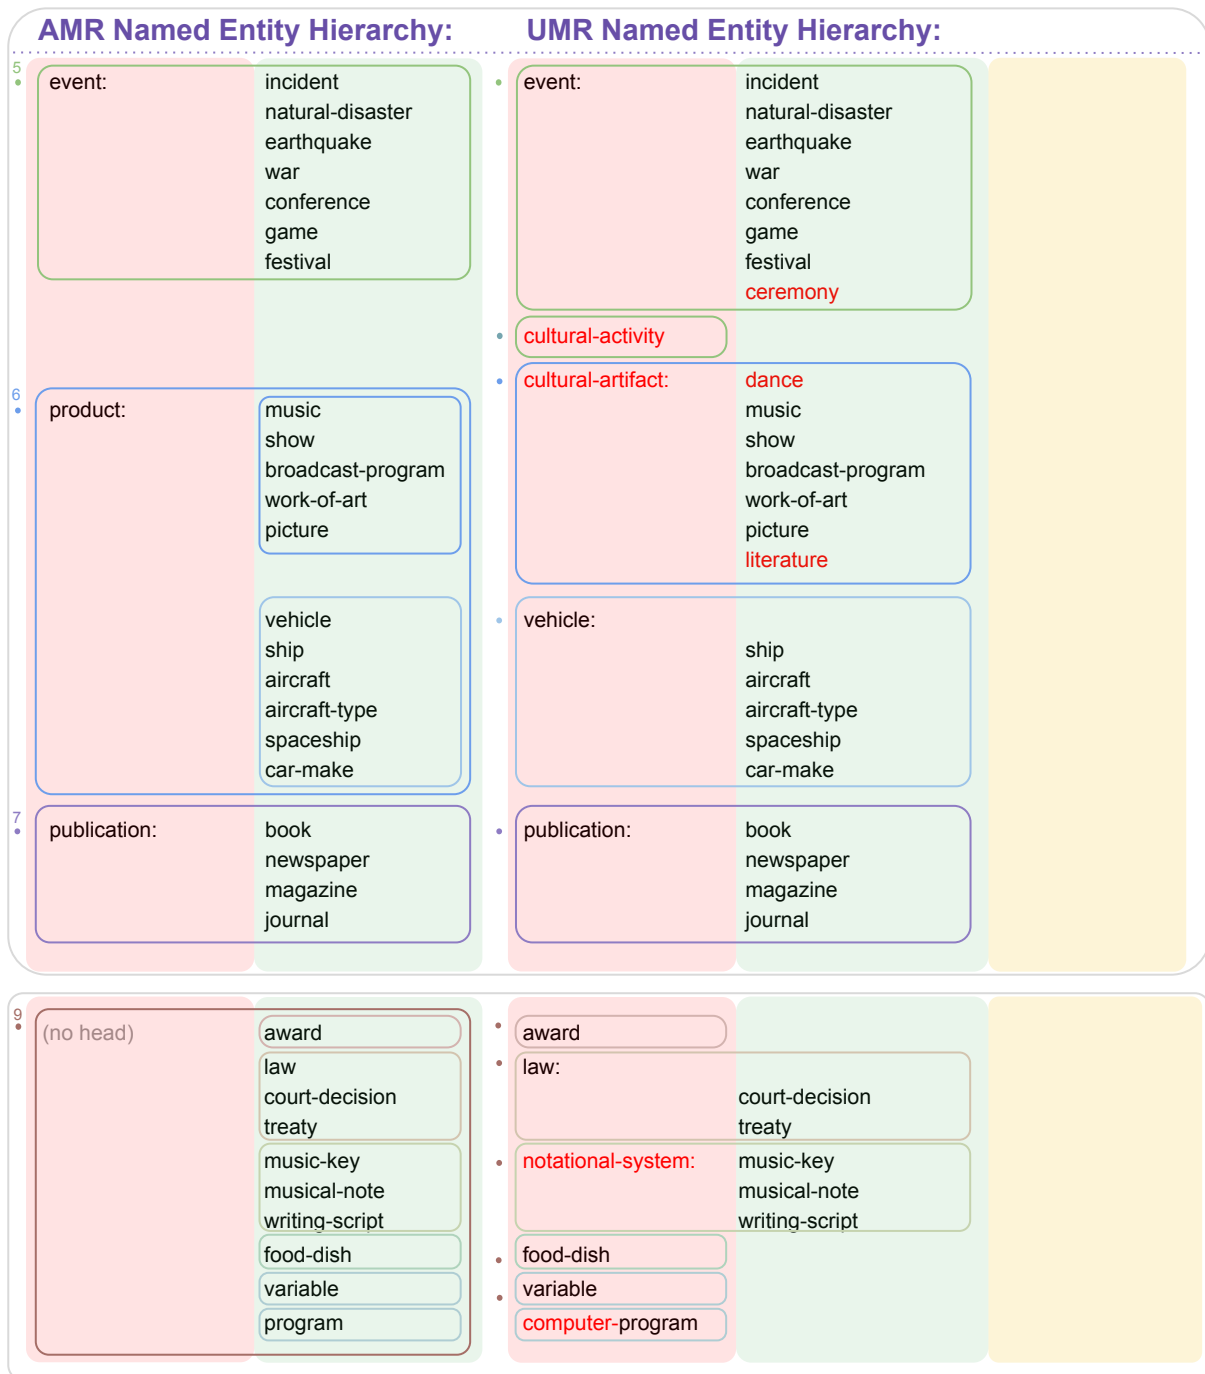 AMR Named Entity Hierarchy: UMR Named Entity Hierarchy:
5
event: incident event: incident
natural-disaster natural-disaster
earthquake earthquake
war war
conference conference
game game
festival festival
ceremony
cultural-activity
cultural-artifact: dance
6
product: music music
show show
broadcast-program broadcast-program
work-of-art work-of-art
picture picture
literature
vehicle vehicle:
ship ship
aircraft aircraft
aircraft-type aircraft-type
spaceship spaceship
car-make car-make
7
publication: book publication: book
newspaper newspaper
magazine magazine
journal journal
9
(no head) award award
law law:
court-decision court-decision
treaty treaty
music-key notational-system: music-key
musical-note musical-note
writing-script writing-script
food-dish food-dish
variable variable
program computer-program